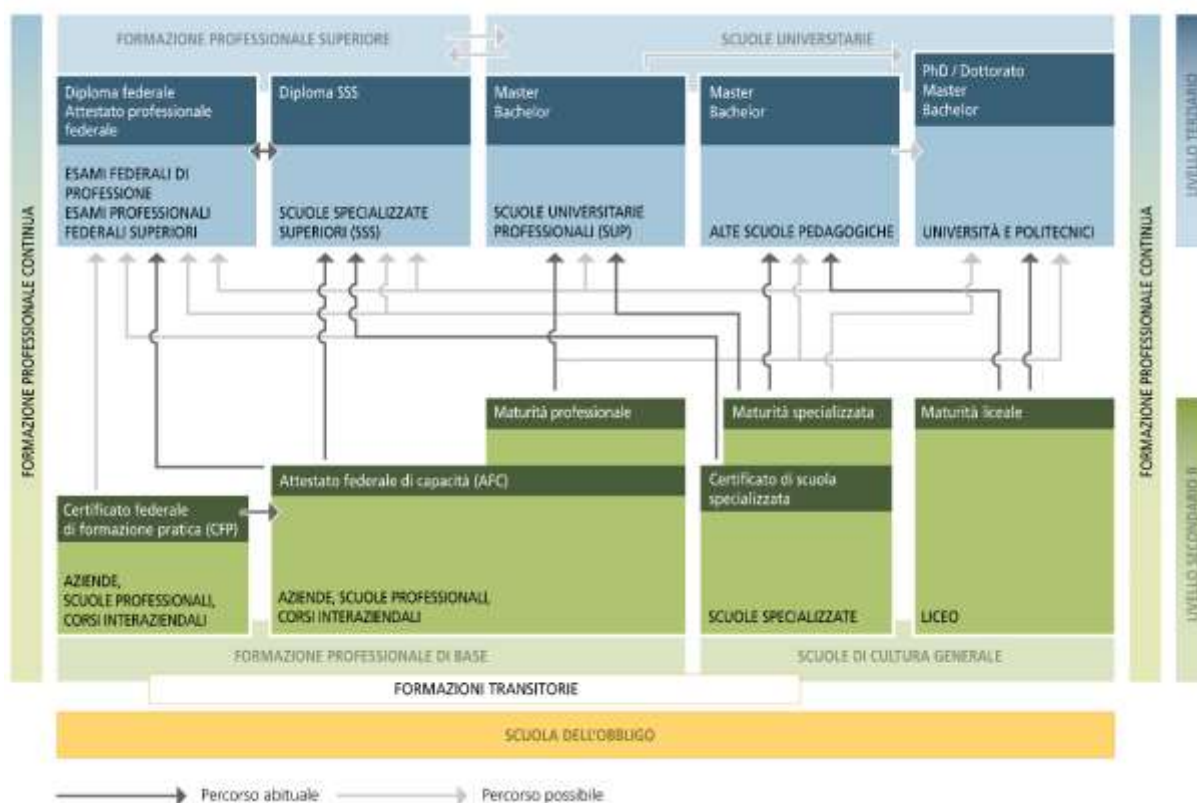 FORMAZIONE PROFESSIONALE CONTINUA
FORMAZIONE PROFESSIONALE SUPERIORE
SCUOLE UNIVERSITARIE
Diploma federale
Attestato professionale
federale
ESAMI FEDERALI DI
PROFESSIONE
ESAMI PROFESSIONALI
FEDERALI SUPERIORI
Diploma SSS
SCUOLE SPECIALIZZATE
SUPERIORI (SSS)
Master
Bachelor
SCUOLE UNIVERSITARIE
PROFESSIONALI (SUP)
Master
Bachelor
ALTE SCUOLE PEDAGOGICHE
PhD / Dottorato
Master
Bachelor
UNIVERSITÀ E POLITECNICI
FORMAZIONE PROFESSIONALE CONTINUA
LIVELLO TERZIARIO
Maturità professionale
Maturità specializzata
Maturità liceale
Attestato federale di capacità (AFC)
Certificato di scuola
specializzata
Certificato federale
di formazione pratica (CFP)
AZIENDE,
SCUOLE PROFESSIONALI,
CORSI INTERAZIENDALI
AZIENDE, SCUOLE PROFESSIONALI,
CORSI INTERAZIENDALI
SCUOLE SPECIALIZZATE
LICEO
LIVELLO SECONDARIO II
FORMAZIONE PROFESSIONALE DI BASE
SCUOLE DI CULTURA GENERALE
FORMAZIONI TRANSITORIE
SCUOLA DELL'OBBLIGO
Percorso abituale
Percorso possibile